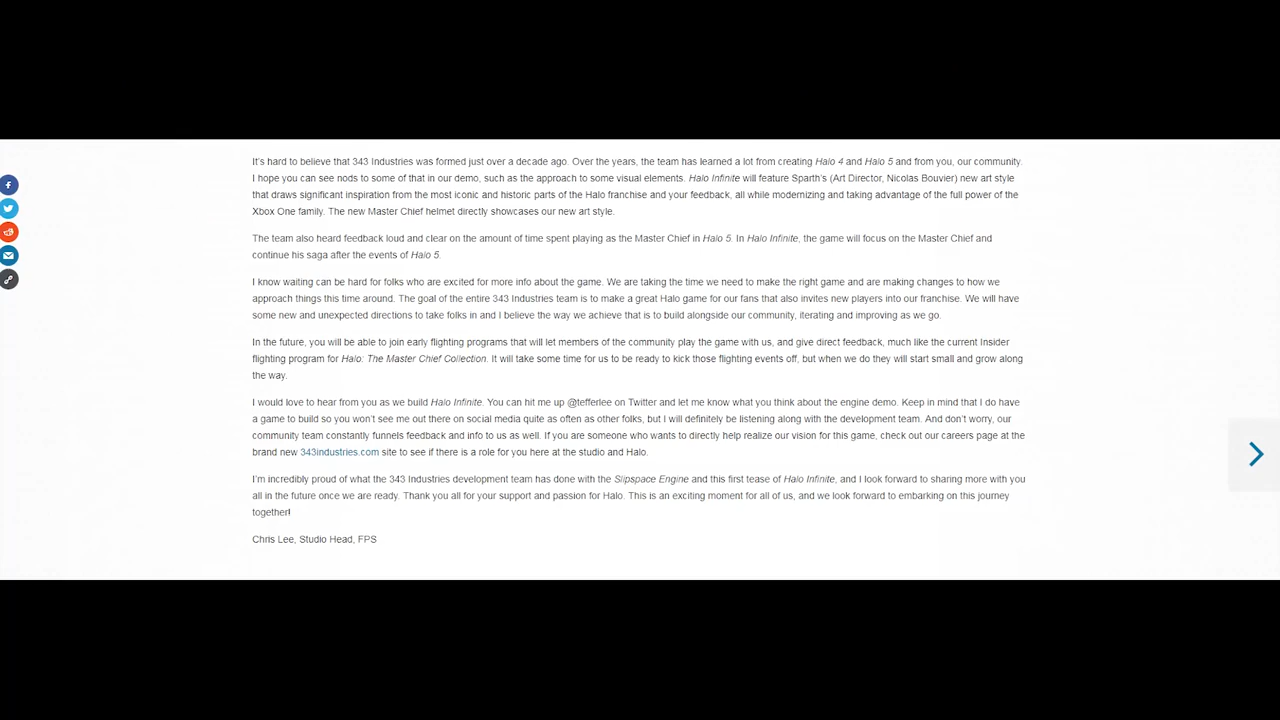 It's hard to believe that 343 Industries was formed just over a decade ago. Over the years, the team has learned a lot from creating Halo 4 and Halo 5 and from you, our community.
I hope you can see nods to some of that in our demo, such as the approach to some visual elements. Halo Infinite will feature Sparth's (Art Director, Nicolas Bouvier) new art style
that draws significant inspiration from the most iconic and historic parts of the Halo franchise and your feedback, all while modernizing and taking advantage of the full power of the
Xbox One family. The new Master Chief helmet directly showcases our new art style.
The team also heard feedback loud and clear on the amount of time spent playing as the Master Chief in Halo 5. In Halo Infinite, the game will focus on the Master Chief and
continue his saga after the events of Halo 5.
I know waiting can be hard for folks who are excited for more info about the game. We are taking the time we need to make the right game and are making changes to how we
approach things this time around. The goal of the entire 343 Industries team is to make a great Halo game for our fans that also invites new players into our franchise. We will have
some new and unexpected directions to take folks in and I believe the way we achieve that is to build alongside our community, iterating and improving as we go.
In the future, you will be able to join early flighting programs that will let members of the community play the game with us, and give direct feedback, much like the current Insider
flighting program for Halo: The Master Chief Collection. It will take some time for us to be ready to kick those flighting events off, but when we do they will start small and grow along
the way.
I would love to hear from you as we build Halo Infinite. You can hit me up @tefferlee on Twitter and let me know what you think about the engine demo. Keep in mind that I do have
a game to build so you won't see me out there on social media quite as often as other folks, but I will definitely be listening along with the development team. And don't worry, our
community team constantly funnels feedback and info to us as well. If you are someone who wants to directly help realize our vision for this game, check out our careers page at the
brand new 343industries.com site to see if there is a role for you here at the studio and Halo.
I'm incredibly proud of what the 343 Industries development team has done with the Slipspace Engine and this first tease of Halo Infinite, and I look forward to sharing more with you
all in the future once we are ready. Thank you all for your support and passion for Halo. This is an exciting moment for all of us, and we look forward to embarking on this journey
together!
Chris Lee, Studio Head, FPS